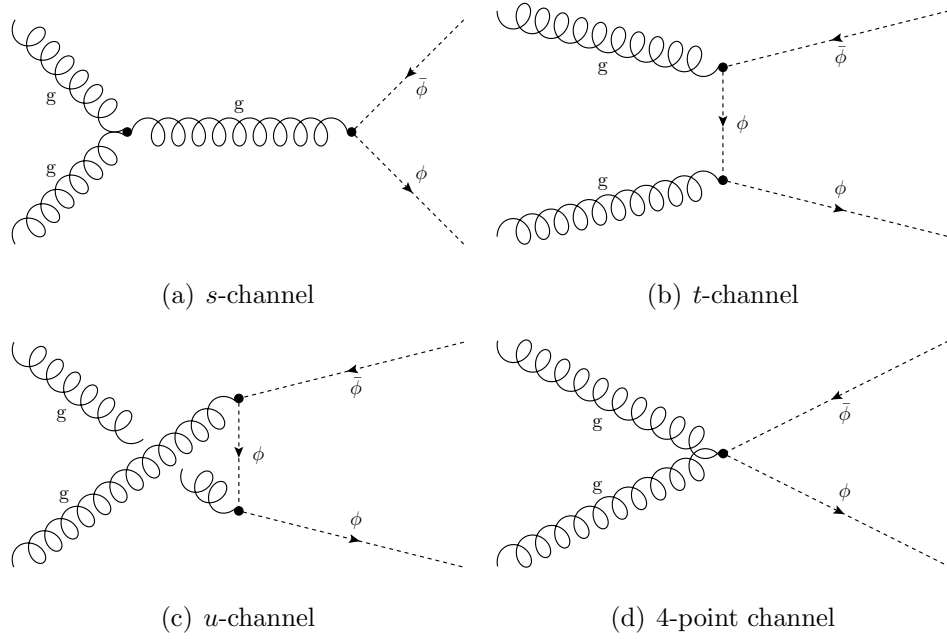 g
g
g
ϕ̄
ϕ
(a) s-channel
g
g
ϕ̄
ϕ
ϕ
(b) t-channel
g
g
ϕ̄
ϕ
ϕ
(c) u-channel
g
g
ϕ̄
ϕ
(d) 4-point channel